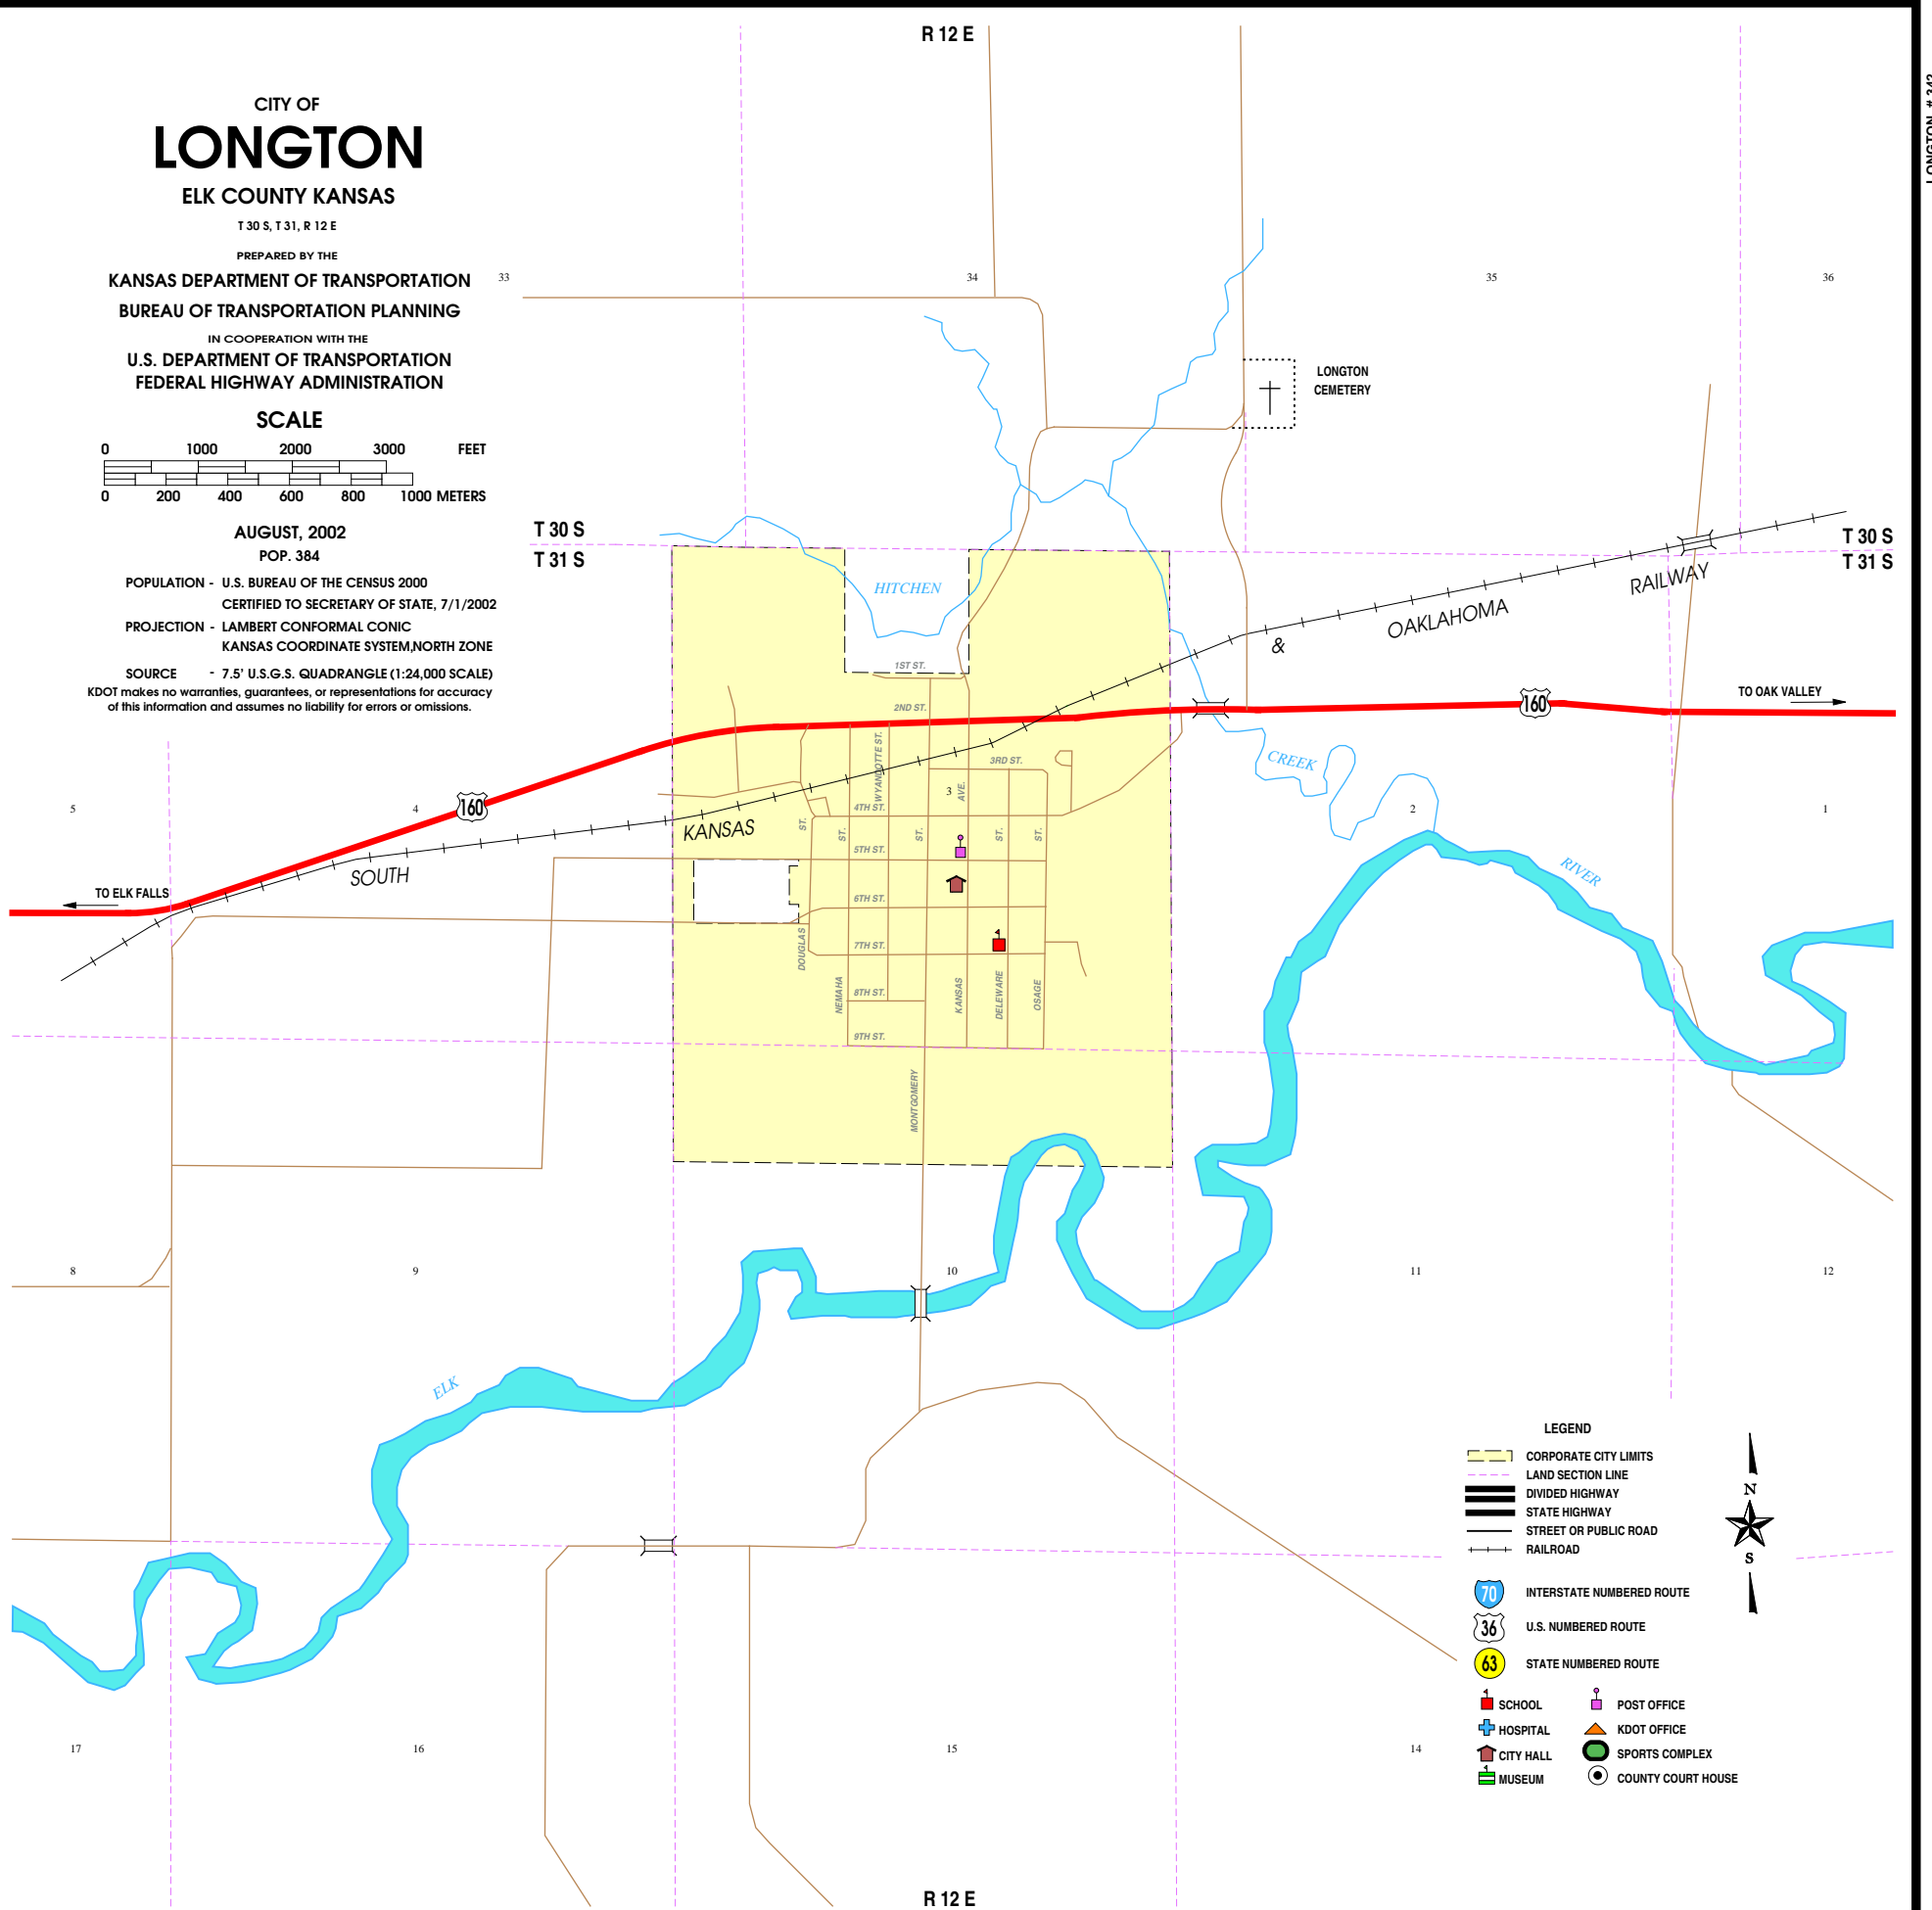 R 12 E
LONGTON # 342
CITY OF
LONGTON
ELK COUNTY KANSAS
T 30 S, T 31, R 12 E
PREPARED BY THE
KANSAS DEPARTMENT OF TRANSPORTATION
BUREAU OF TRANSPORTATION PLANNING
IN COOPERATION WITH THE
U.S. DEPARTMENT OF TRANSPORTATION
FEDERAL HIGHWAY ADMINISTRATION
SCALE
0 1000 2000 3000 FEET
0 200 400 600 800 1000 METERS
AUGUST, 2002
POP. 384
POPULATION - U.S. BUREAU OF THE CENSUS 2000
CERTIFIED TO SECRETARY OF STATE, 7/1/2002
PROJECTION - LAMBERT CONFORMAL CONIC
KANSAS COORDINATE SYSTEM,NORTH ZONE
SOURCE - 7.5' U.S.G.S. QUADRANGLE (1:24,000 SCALE)
KDOT makes no warranties, guarantees, or representations for accuracy
of this information and assumes no liability for errors or omissions.
33
34
35
36
LONGTON
CEMETERY
T 30 S
T 31 S
T 30 S
T 31 S
HITCHEN
CREEK
RAILWAY
OAKLAHOMA
&
KANSAS
SOUTH
TO OAK VALLEY
160
160
TO ELK FALLS
1ST ST.
2ND ST.
3RD ST.
4TH ST.
5TH ST.
6TH ST.
7TH ST.
8TH ST.
9TH ST.
WYANDOTTE ST.
AVE.
ST.
ST.
ST.
ST.
ST.
DOUGLAS
NEMAHA
KANSAS
DELEWARE
OSAGE
MONTGOMERY
5
4
3
2
1
RIVER
ELK
8
9
10
11
12
17
16
15
14
LEGEND
CORPORATE CITY LIMITS
LAND SECTION LINE
DIVIDED HIGHWAY
STATE HIGHWAY
STREET OR PUBLIC ROAD
RAILROAD
70 INTERSTATE NUMBERED ROUTE
36 U.S. NUMBERED ROUTE
63 STATE NUMBERED ROUTE
SCHOOL POST OFFICE
HOSPITAL KDOT OFFICE
CITY HALL SPORTS COMPLEX
MUSEUM COUNTY COURT HOUSE
N
S
R 12 E